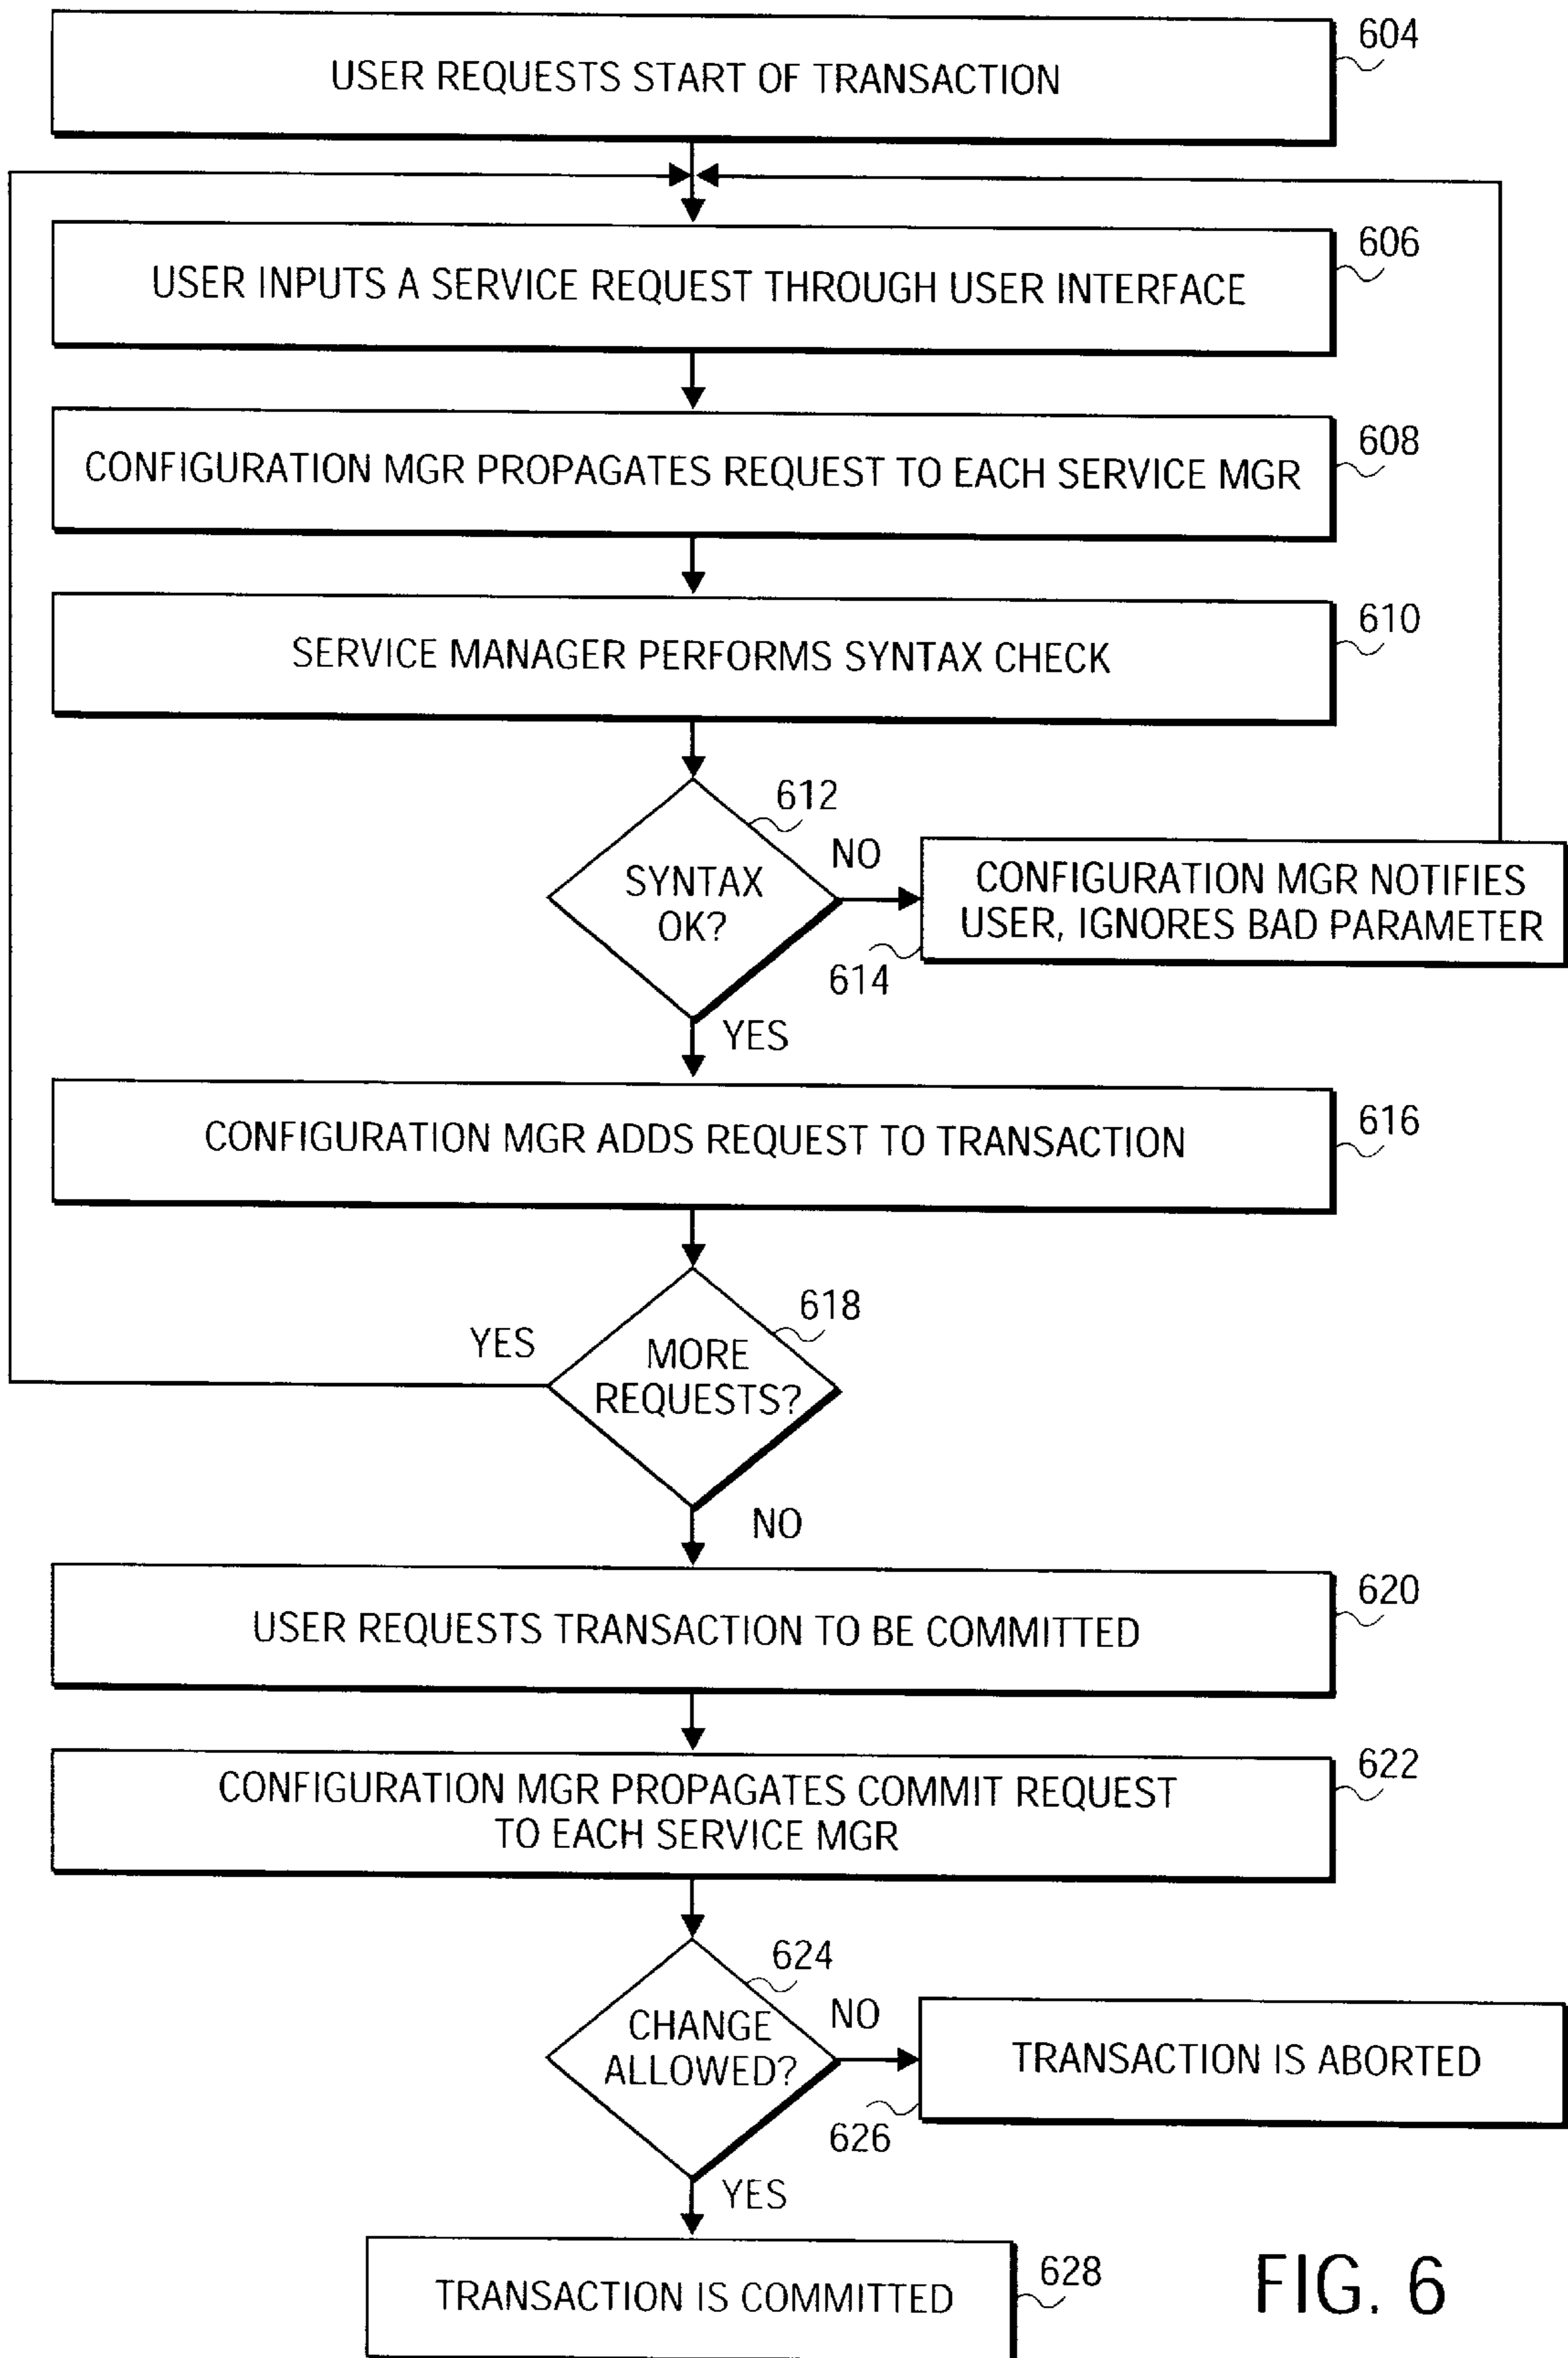 604
USER REQUESTS START OF TRANSACTION
606
USER INPUTS A SERVICE REQUEST THROUGH USER INTERFACE
608
CONFIGURATION MGR PROPAGATES REQUEST TO EACH SERVICE MGR
610
SERVICE MANAGER PERFORMS SYNTAX CHECK
612
SYNTAX
OK?
NO
CONFIGURATION MGR NOTIFIES
USER, IGNORES BAD PARAMETER
614
YES
616
CONFIGURATION MGR ADDS REQUEST TO TRANSACTION
618
YES
MORE
REQUESTS?
NO
620
USER REQUESTS TRANSACTION TO BE COMMITTED
622
CONFIGURATION MGR PROPAGATES COMMIT REQUEST
TO EACH SERVICE MGR
624
CHANGE
ALLOWED?
NO
TRANSACTION IS ABORTED
626
YES
628
TRANSACTION IS COMMITTED
FIG. 6